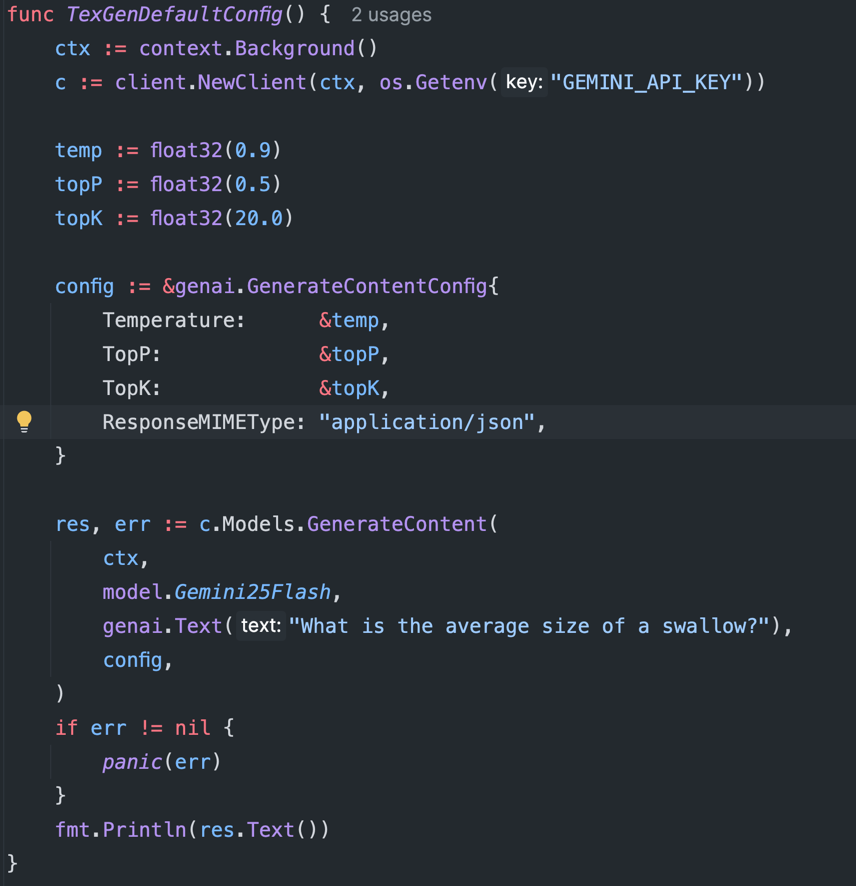 func TexGenDefaultConfig() { 2 usages
    ctx := context.Background()
    c := client.NewClient(ctx, os.Getenv( key: "GEMINI_API_KEY"))
    temp := float32(0.9)
    topP := float32(0.5)
    topK := float32(20.0)
    config := &genai.GenerateContentConfig{
        Temperature:      &temp,
        TopP:             &topP,
        TopK:             &topK,
        ResponseMIMEType: "application/json",
    }
    res, err := c.Models.GenerateContent(
        ctx,
        model.Gemini25Flash,
        genai.Text( text: "What is the average size of a swallow?"),
        config,
    )
    if err != nil {
        panic(err)
    }
    fmt.Println(res.Text())
}